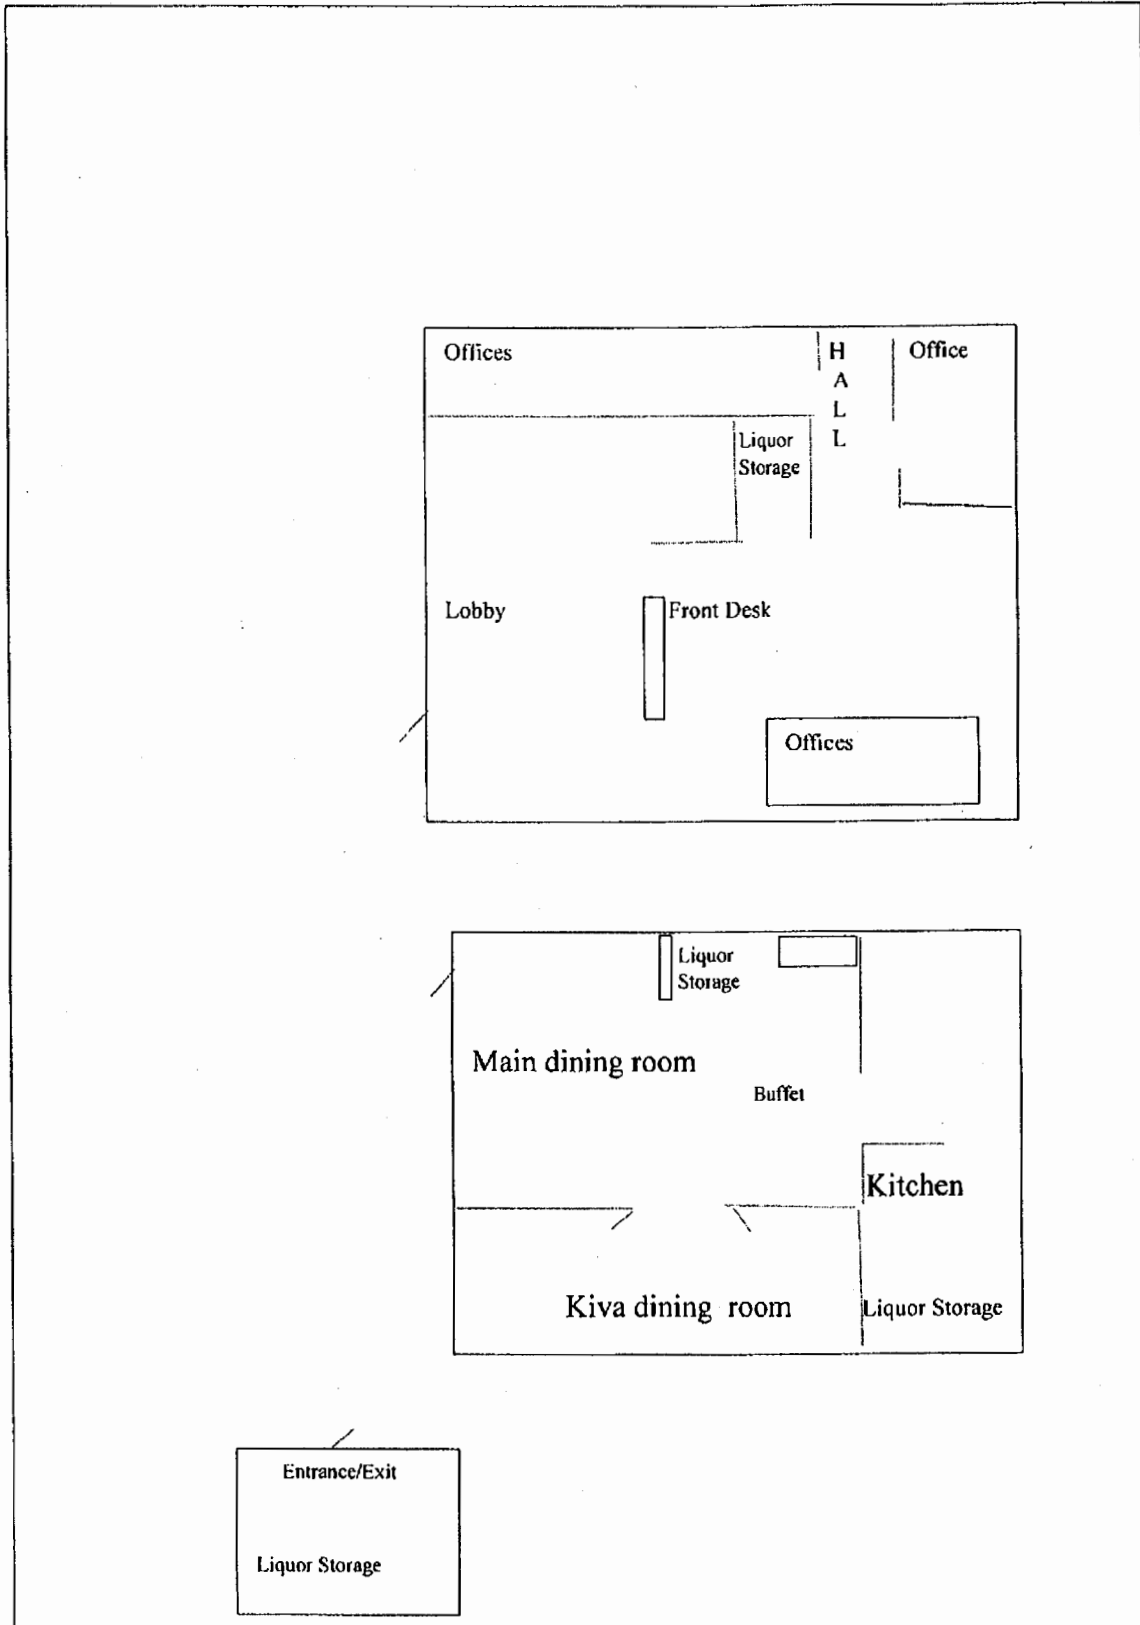 Offices
H
A
L
L
Office
Liquor
Storage
Lobby
Front Desk
Offices
Liquor
Storage
Main dining room
Buffet
Kitchen
Kiva dining room
Liquor Storage
Entrance/Exit
Liquor Storage